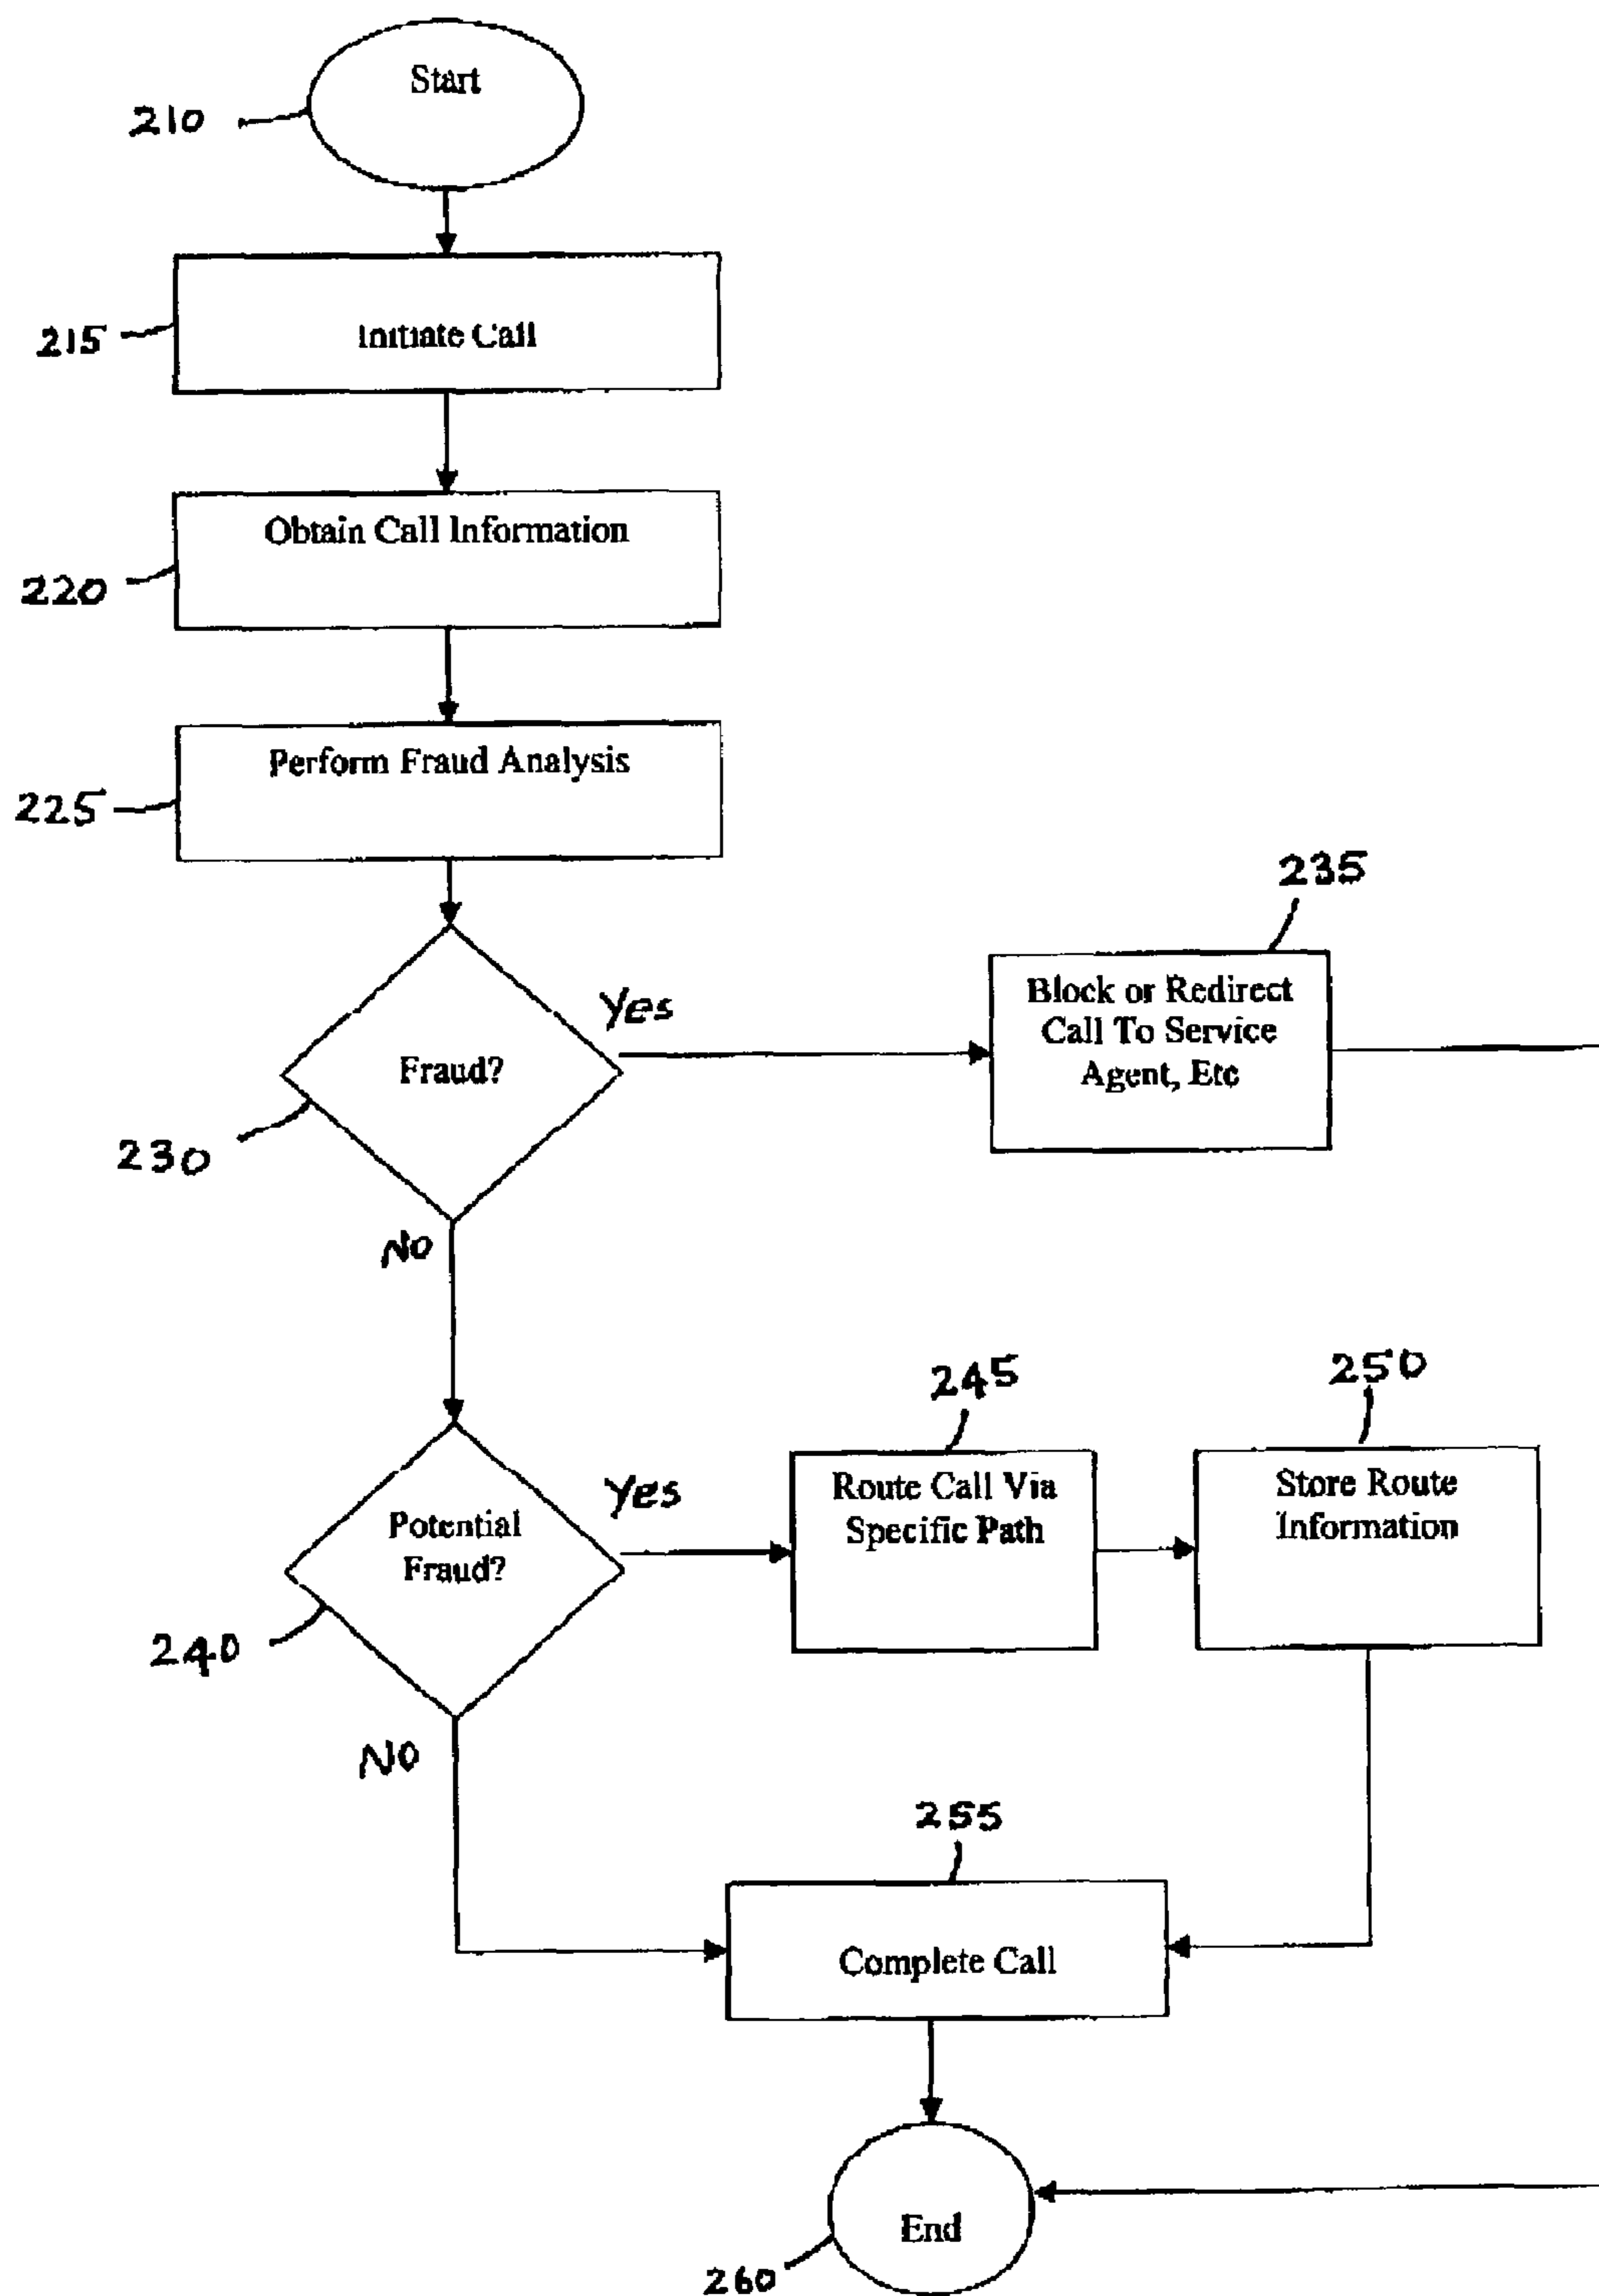 Start
210
Initiate Call
215
Obtain Call Information
220
Perform Fraud Analysis
225
235
Yes
Block or Redirect
Call To Service
Agent, Etc
Fraud?
230
NO
245
250
Yes
Route Call Via
Specific Path
Store Route
Information
Potential
Fraud?
240
NO
255
Complete Call
End
260